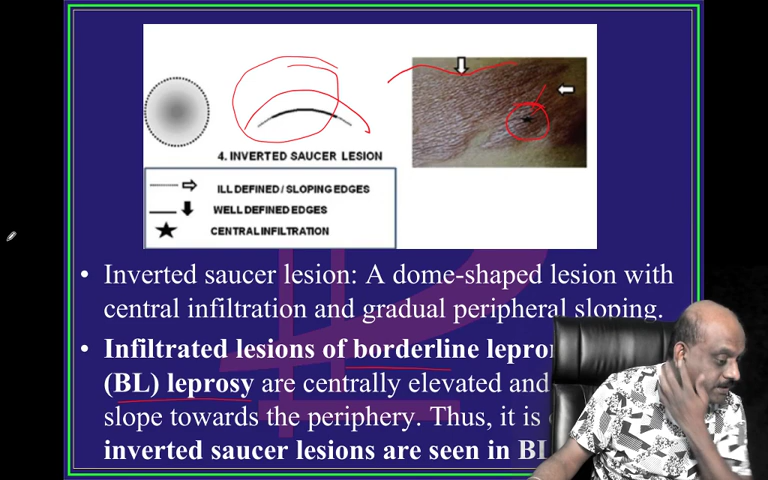 4. INVERTED SAUCER LESION
ILL DEFINED / SLOPING EDGES
WELL DEFINED EDGES
CENTRAL INFILTRATION
• Inverted saucer lesion: A dome-shaped lesion with
central infiltration and gradual peripheral sloping.
• Infiltrated lesions of borderline
(BL) leprosy are centrally elevated and
slope towards the periphery. Thus, it is
inverted saucer lesions are seen in BL